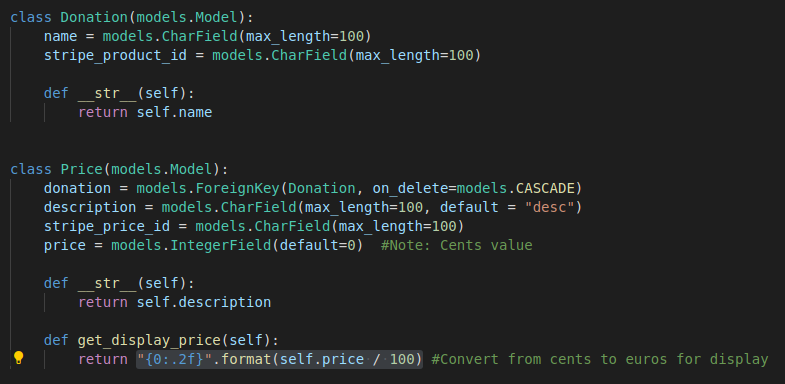 class Donation(models.Model):
    name = models.CharField(max_length=100)
    stripe_product_id = models.CharField(max_length=100)
    def __str__(self):
        return self.name
class Price(models.Model):
    donation = models.ForeignKey(Donation, on_delete=models.CASCADE)
    description = models.CharField(max_length=100, default = "desc")
    stripe_price_id = models.CharField(max_length=100)
    price = models.IntegerField(default=0)  #Note: Cents value
    def __str__(self):
        return self.description
    def get_display_price(self):
        return "{0:.2f}".format(self.price / 100) #Convert from cents to euros for display